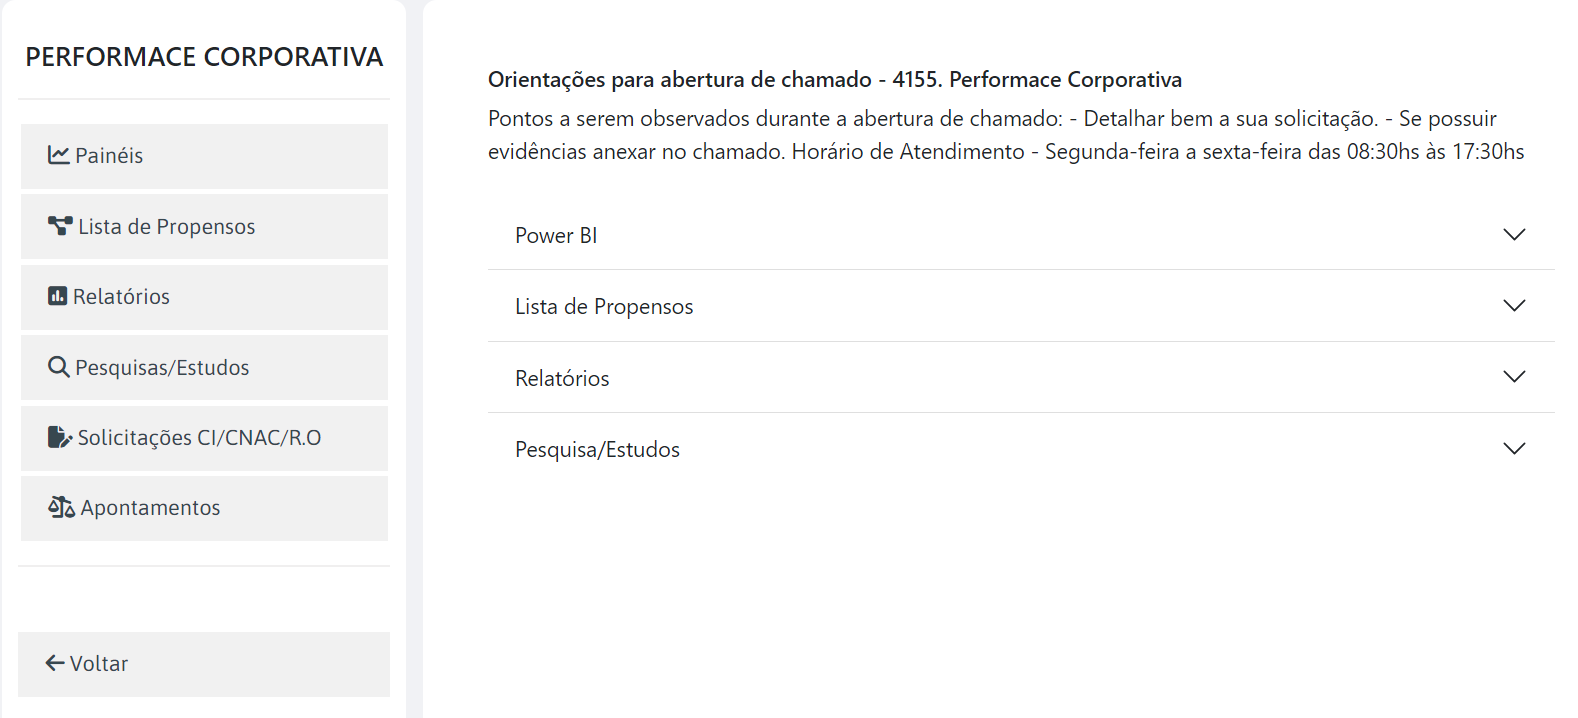 PERFORMACE CORPORATIVA
Painéis
Lista de Propensos
Relatórios
Pesquisas/Estudos
Solicitações CI/CNAC/R.O
Apontamentos
Voltar
Orientações para abertura de chamado - 4155. Performace Corporativa
Pontos a serem observados durante a abertura de chamado: - Detalhar bem a sua solicitação. - Se possuir
evidências anexar no chamado. Horário de Atendimento - Segunda-feira a sexta-feira das 08:30hs às 17:30hs
Power BI
Lista de Propensos
Relatórios
Pesquisa/Estudos